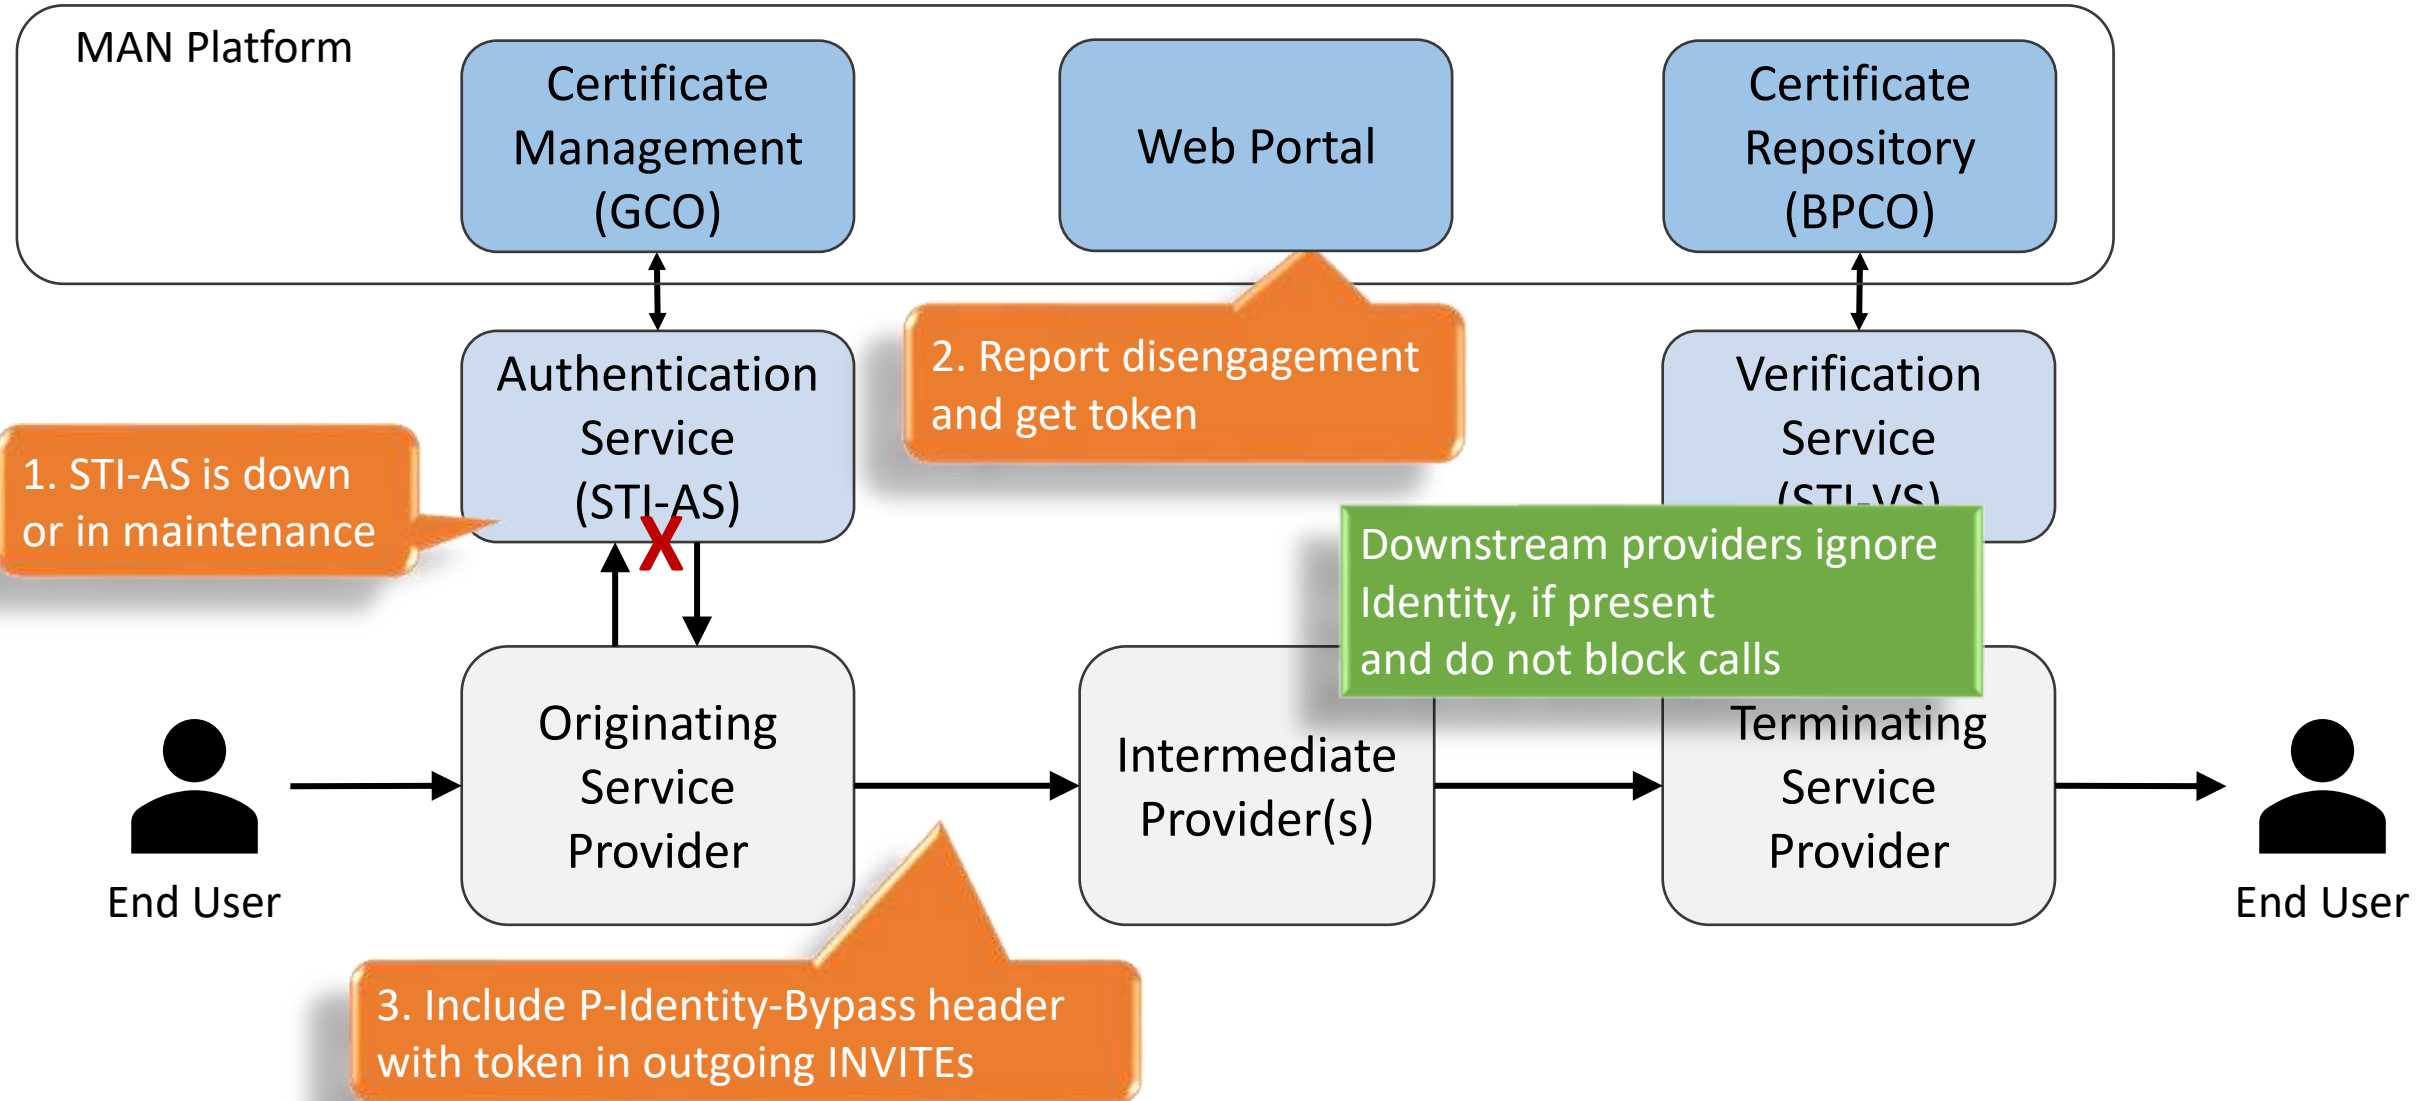 MAN Platform
Certificate
Management
(GCO)
Web Portal
Certificate
Repository
(BPCO)
Authentication
Service
(STI-AS)
X
2. Report disengagement
and get token
Verification
Service
(STI-VS)
1. STI-AS is down
or in maintenance
Downstream providers ignore
Identity, if present
and do not block calls
Originating
Service
Provider
Intermediate
Provider(s)
Terminating
Service
Provider
End User
End User
3. Include P-Identity-Bypass header
with token in outgoing INVITEs